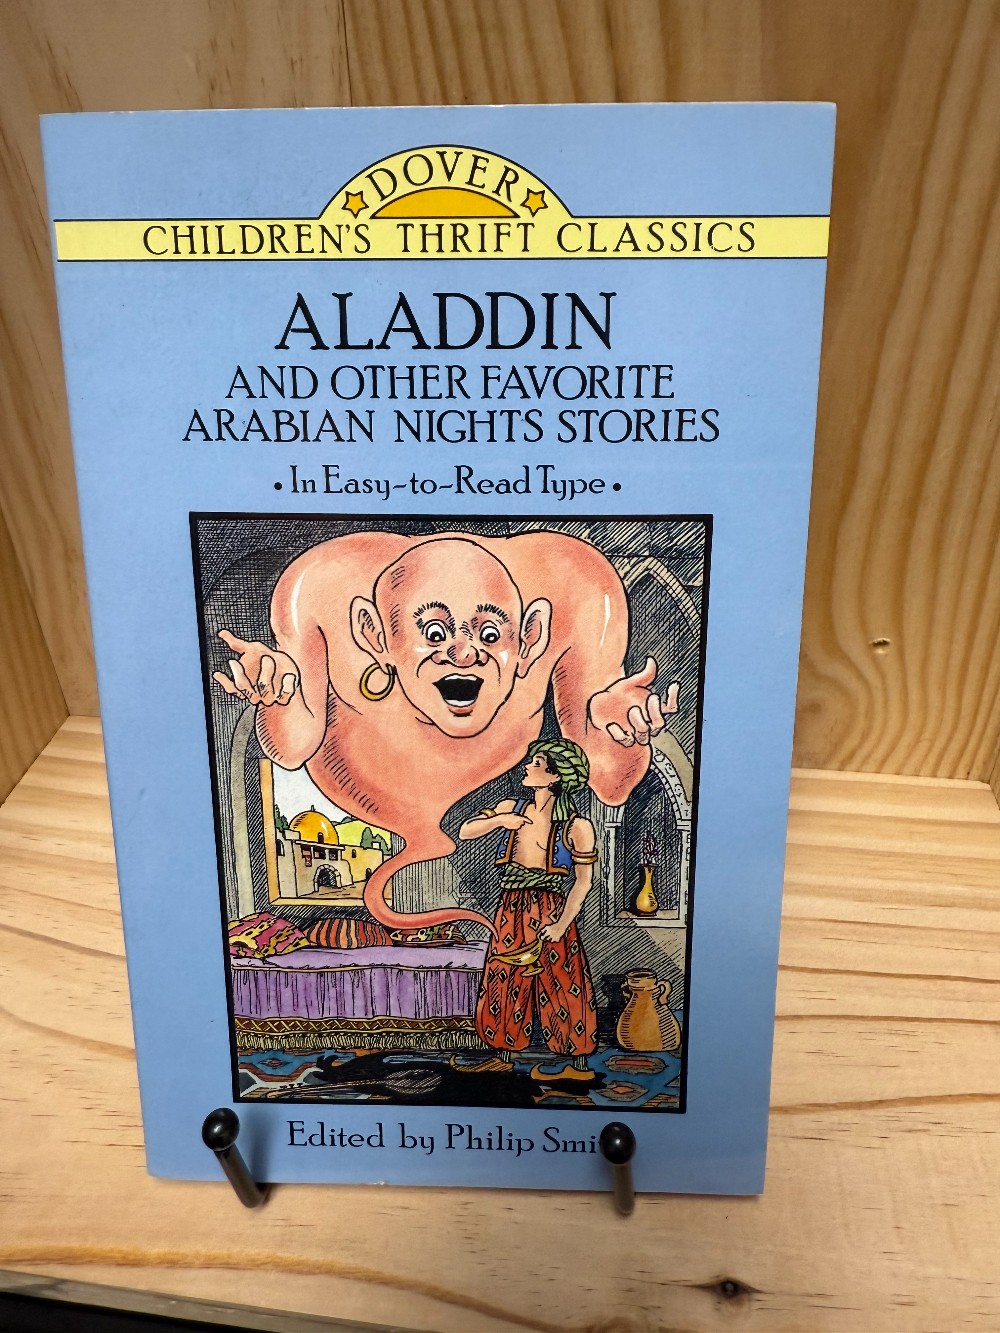 DOVER
CHILDREN'S THRIFT CLASSICS
ALADDIN
AND OTHER FAVORITE
ARABIAN NIGHTS STORIES
• In Easy-to-Read Type •
Edited by Philip